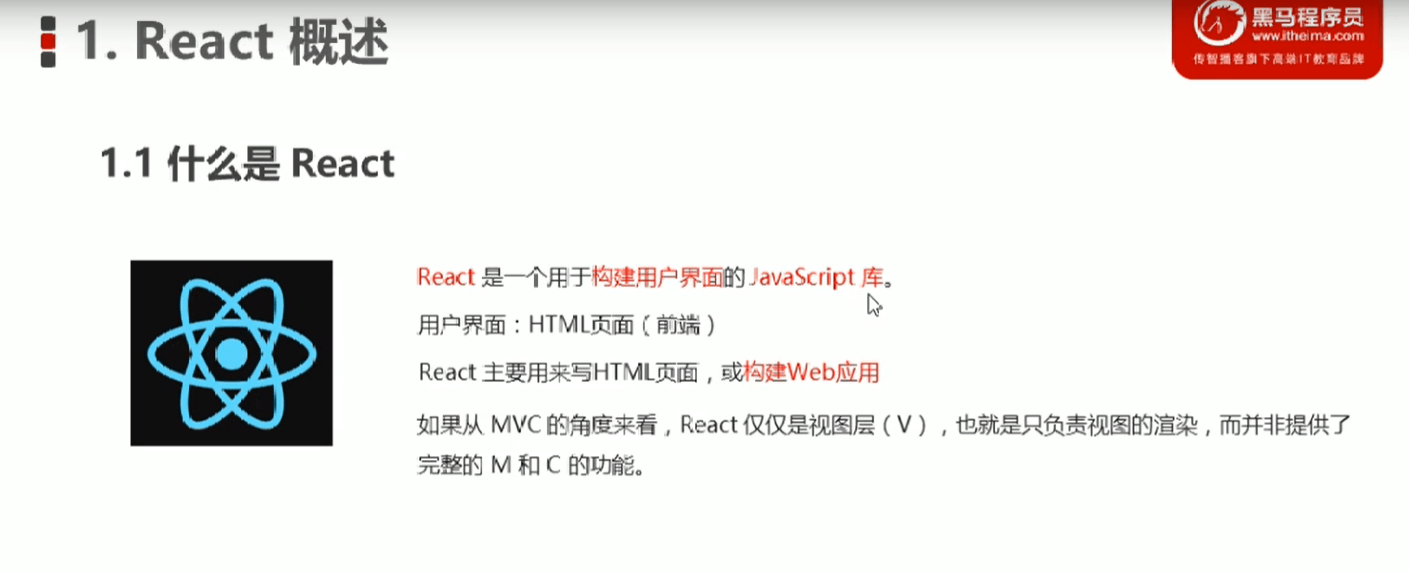 1. React 概述
黑马程序员
www.itheima.com
传智播客旗下高端IT教育品牌
1.1 什么是 React
React 是一个用于构建用户界面的 JavaScript 库。
用户界面：HTML页面（前端）
React 主要用来写HTML页面，或构建Web应用
如果从 MVC 的角度来看，React 仅仅是视图层（V），也就是只负责视图的渲染，而并非提供了
完整的 M 和 C 的功能。